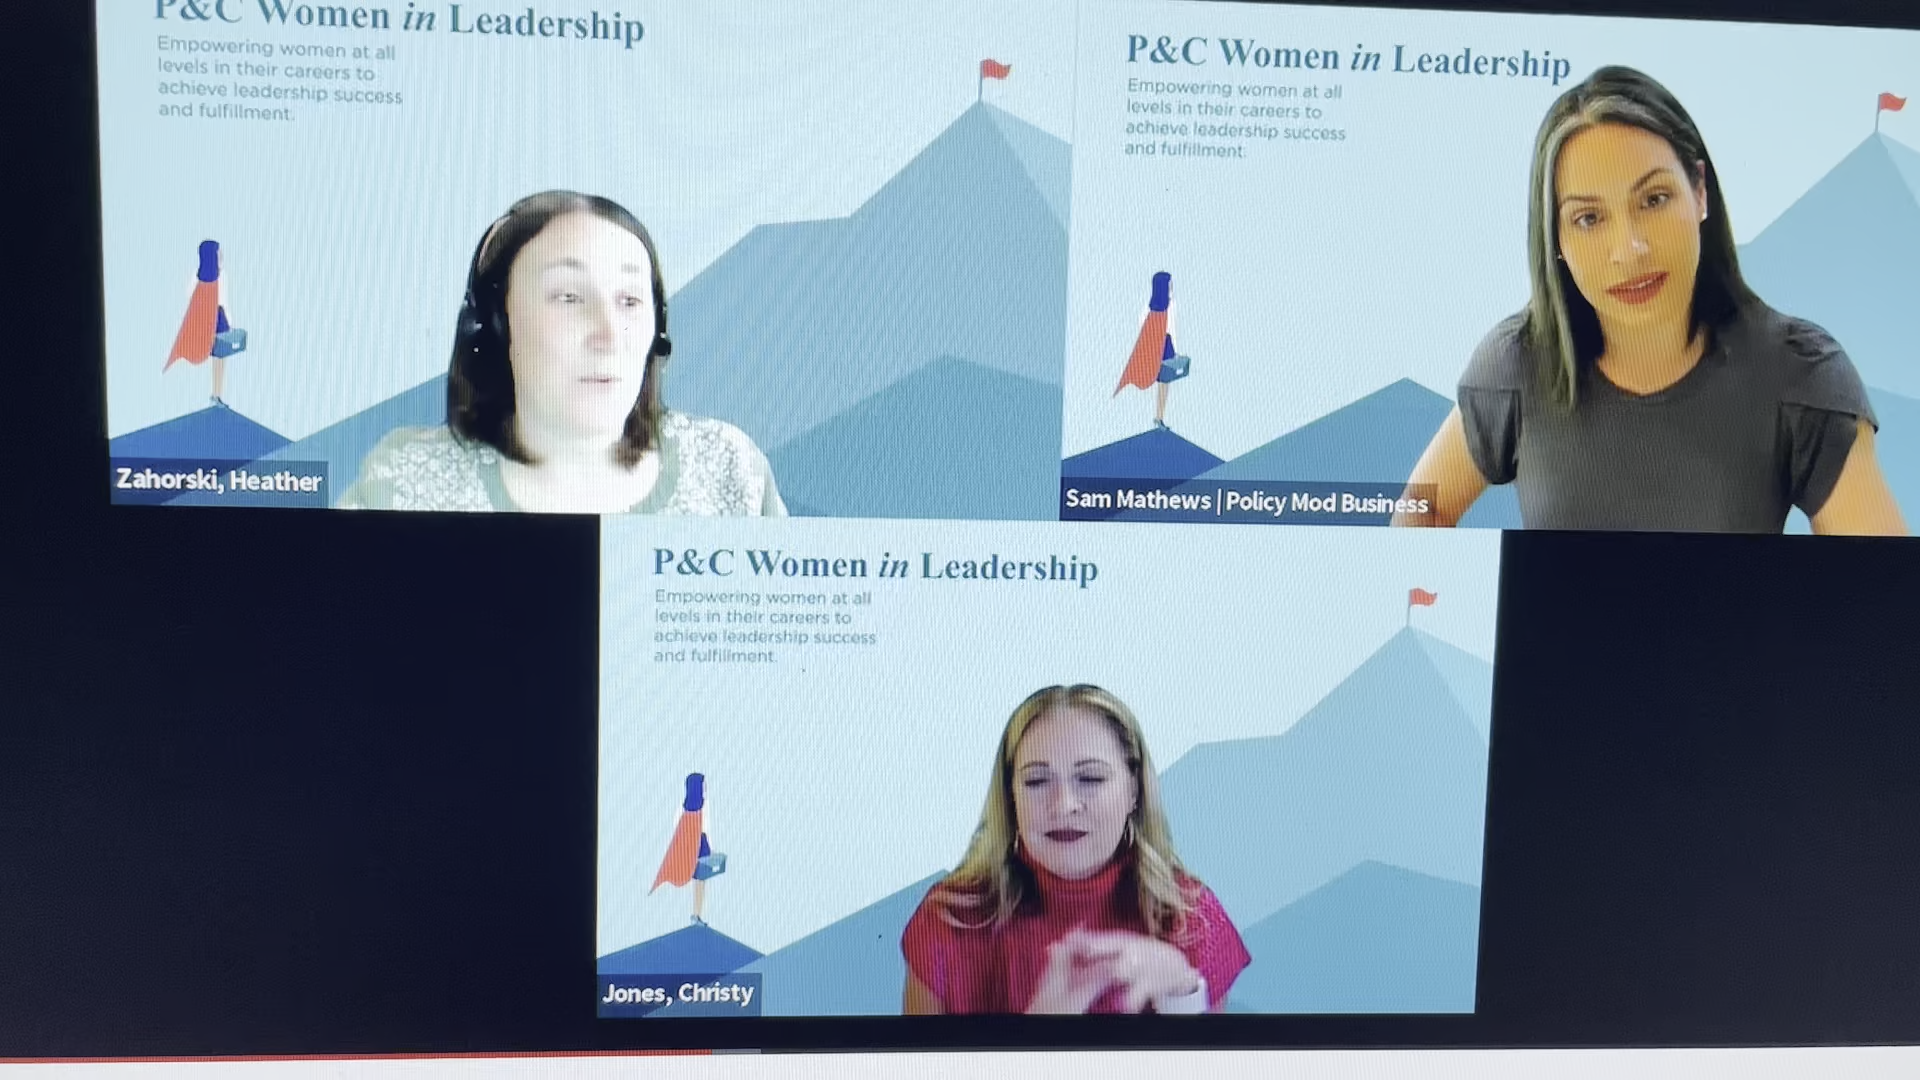 P&C Women in Leadership
Empowering women at all
levels in their careers to
achieve leadership success
and fulfillment.
Zahorski, Heather
P&C Women in Leadership
Empowering women at all
levels in their careers to
achieve leadership success
and fulfillment.
Sam Mathews | Policy Mod Business
P&C Women in Leadership
Empowering women at all
levels in their careers to
achieve leadership success
and fulfillment.
Jones, Christy